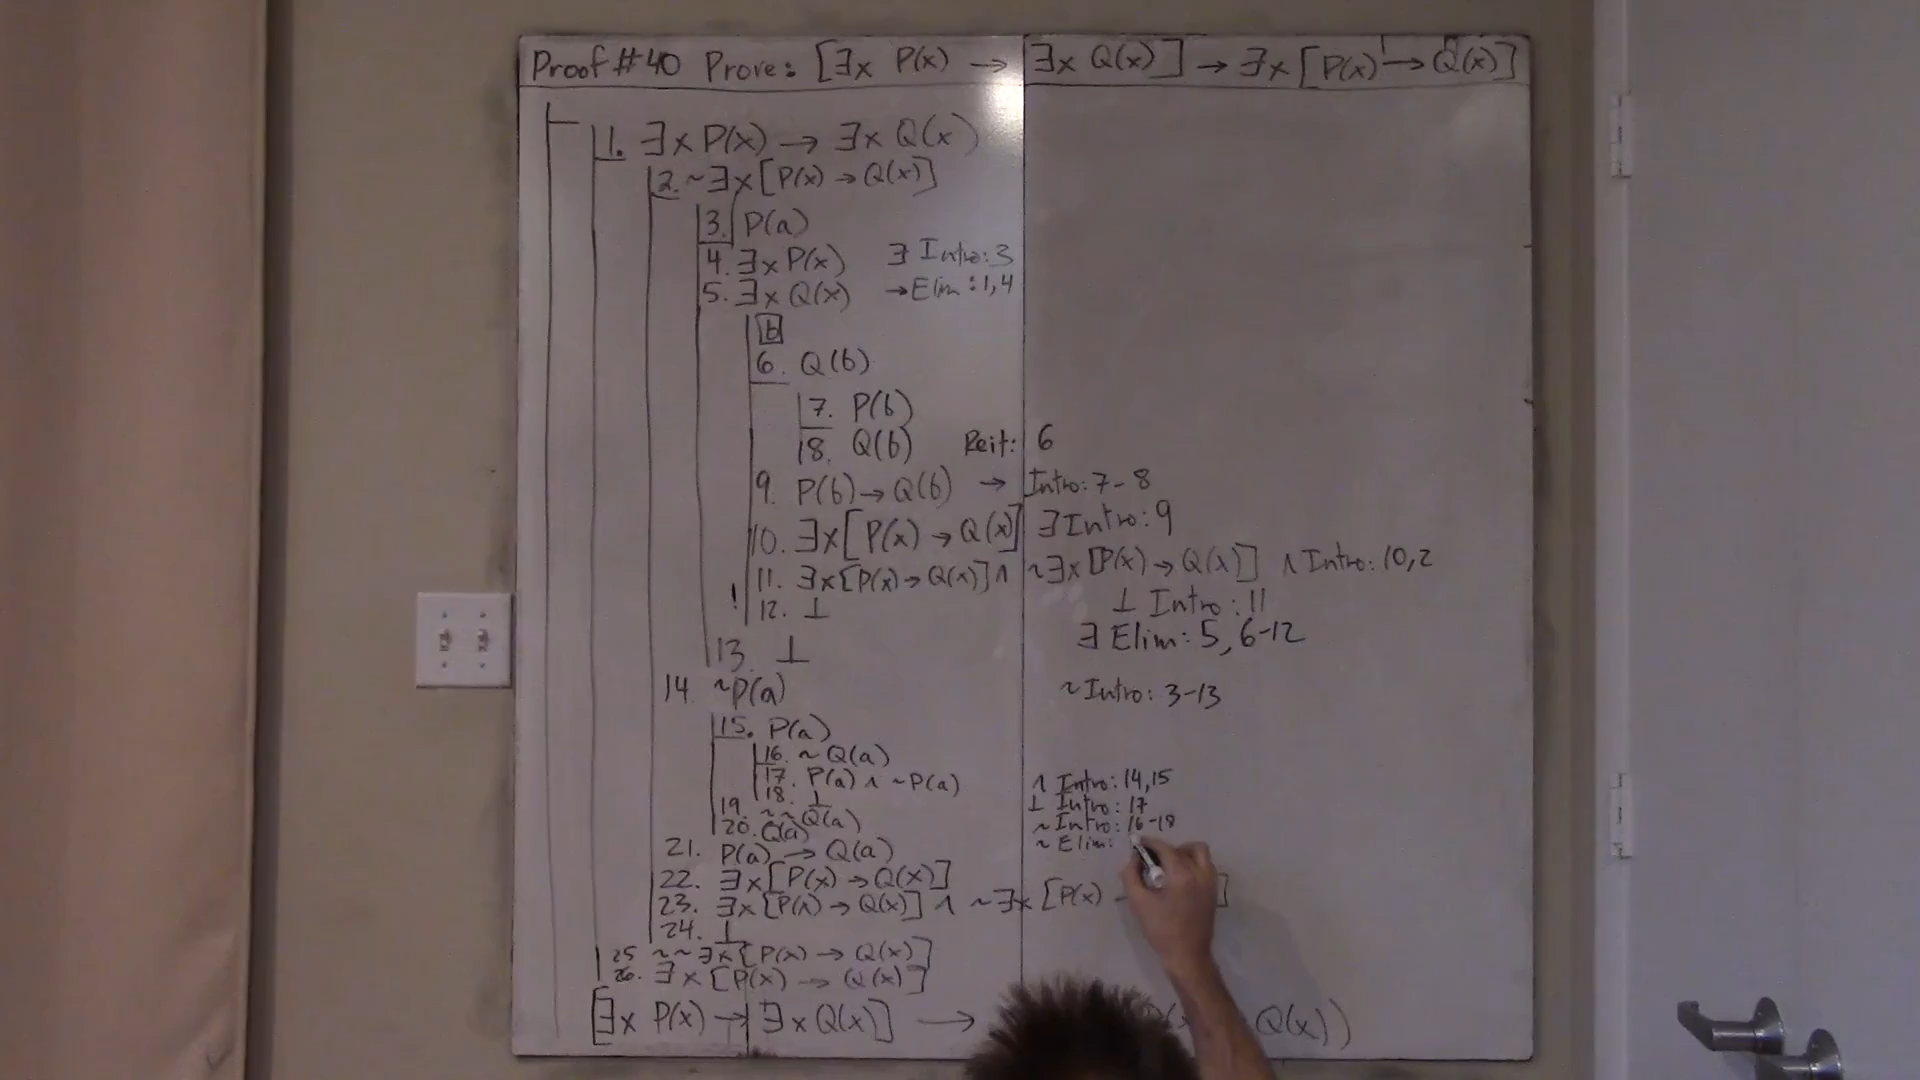 Proof #40 Prove: [∃x P(x) → ∃x Q(x)] → ∃x [P(x) → Q(x)]
1. ∃x P(x) → ∃x Q(x)
2. ~∃x [P(x) → Q(x)]
3. P(a)
4. ∃x P(x) ∃ Intro: 3
5. ∃x Q(x) → Elim: 1,4
b
6. Q(b)
7. P(b)
8. Q(b) Reit: 6
9. P(b) → Q(b) → Intro: 7-8
10. ∃x [P(x) → Q(x)] ∃ Intro: 9
11. ∃x [P(x) → Q(x)] ∧ ~∃x [P(x) → Q(x)] ∧ Intro: 10,2
12. ⊥ ⊥ Intro: 11
13. ⊥ ∃ Elim: 5, 6-12
14 ~P(a) ~Intro: 3-13
15. P(a)
16. ~Q(a)
17. P(a) ∧ ~P(a) ∧ Intro: 14,15
18. ⊥ ⊥ Intro: 17
19. ~~Q(a) ~Intro: 16-18
20. Q(a) ~Elim:
21. P(a) → Q(a)
22. ∃x [P(x) → Q(x)]
23. ∃x [P(x) → Q(x)] ∧ ~∃x [P(x) ]
24. ⊥
25 ~~∃x [P(x) → Q(x)]
26. ∃x [P(x) → Q(x)]
[∃x P(x) → ∃x Q(x)] → Q(x))